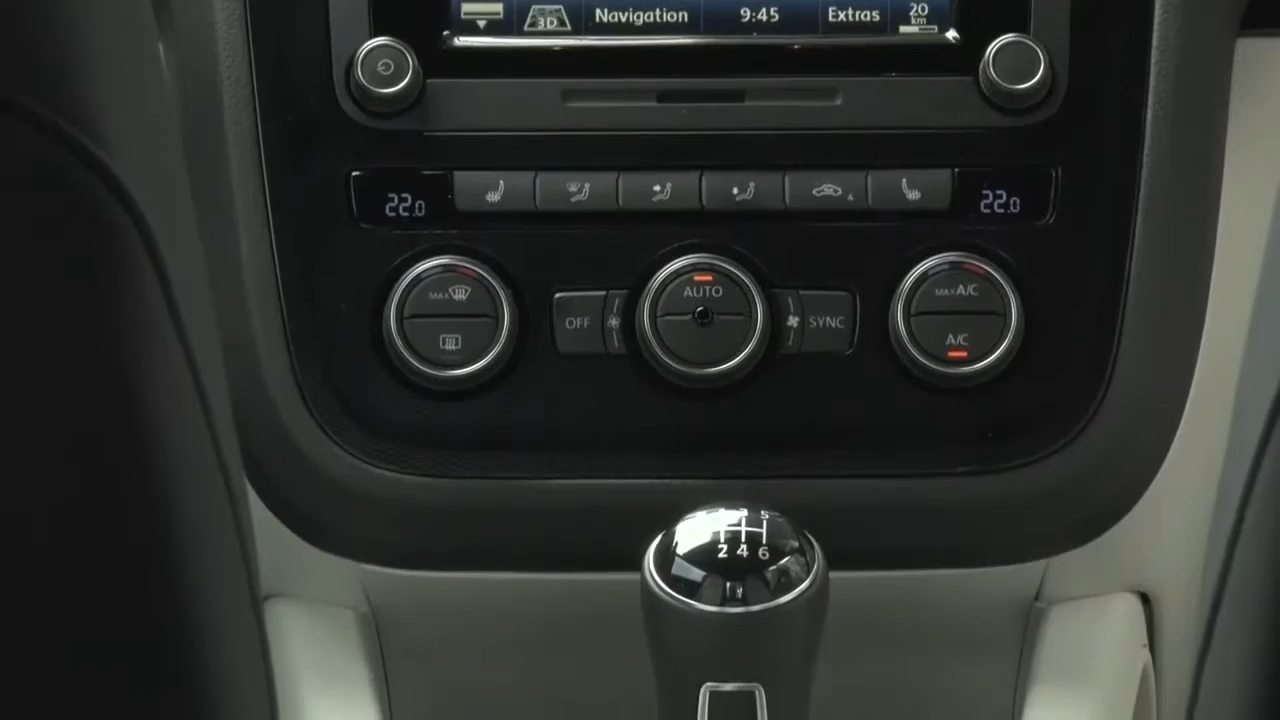 3D Navigation 9:45 Extras 20 km
22.0 A 22.0
MAX AUTO MAX A/C
OFF SYNC
A/C
5
2 4 6